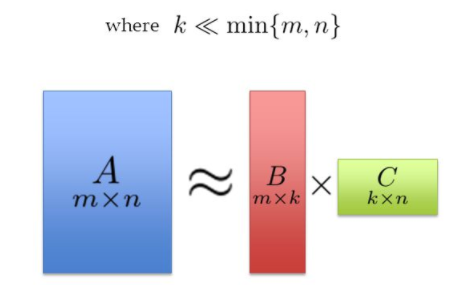 where k ≪ min{m, n}
A ≈ B × C
m×n m×k k×n